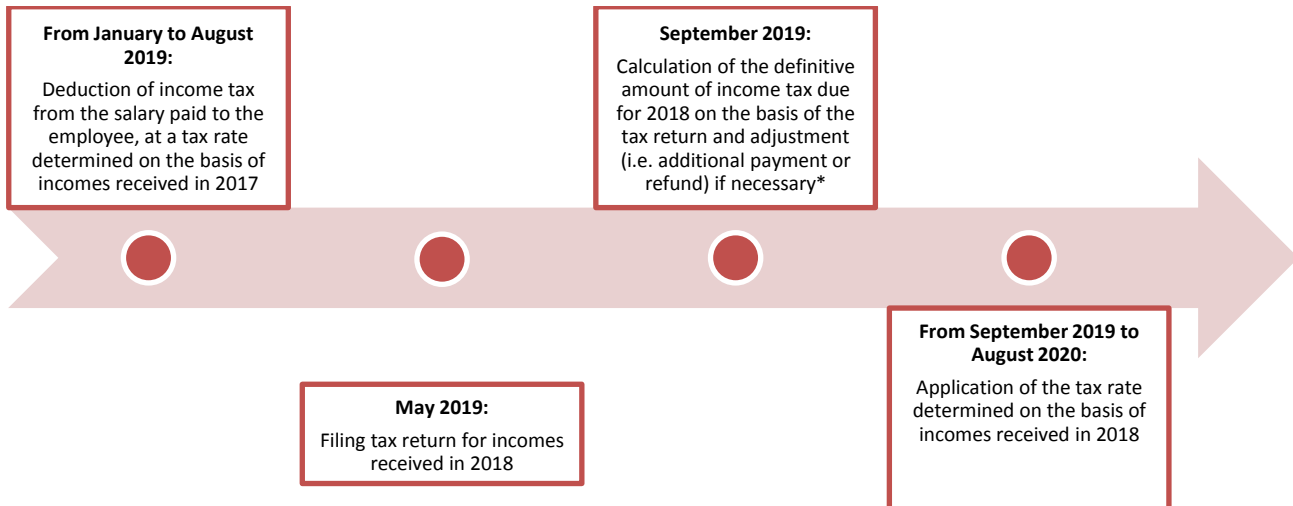 From January to August
2019:
Deduction of income tax
from the salary paid to the
employee, at a tax rate
determined on the basis of
incomes received in 2017
May 2019:
Filing tax return for incomes
received in 2018
September 2019:
Calculation of the definitive
amount of income tax due
for 2018 on the basis of the
tax return and adjustment
(i.e. additional payment or
refund) if necessary*
From September 2019 to
August 2020:
Application of the tax rate
determined on the basis of
incomes received in 2018